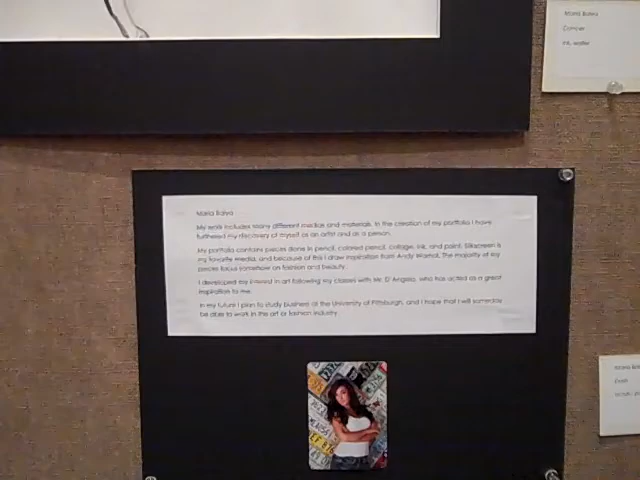 Maria Batya
My work includes many different medias and materials. In the creation of my portfolio I have
furthered my discovery of myself as an artist and as a person.
My portfolio contains pieces done in pencil, colored pencil, collage, ink, and paint. Silkscreen is
my favorite media, and because of this I draw inspiration from Andy Warhol. The majority of my
pieces focus somehow on fashion and beauty.
I developed my interest in art following my classes with Mr. D'Angelo, who has acted as a great
inspiration to me.
In my future I plan to study business at the University of Pittsburgh, and I hope that I will someday
be able to work in the art or fashion industry.
Maria Batya
Cancer
Ink, water
Maria